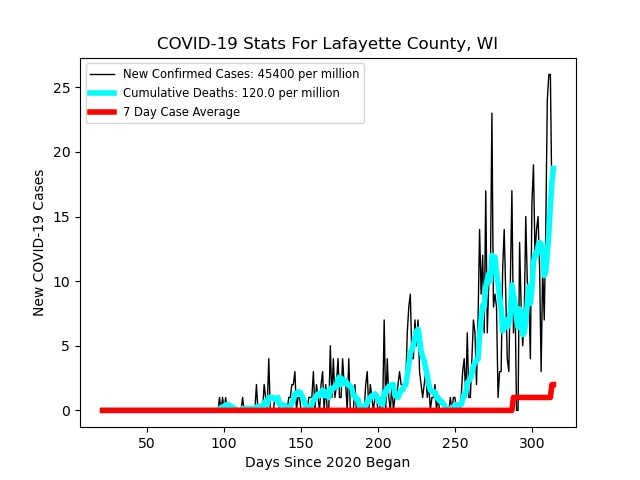 COVID-19 Stats For Lafayette County, WI
New Confirmed Cases: 45400 per million
Cumulative Deaths: 120.0 per million
7 Day Case Average
25
20
15
10
5
0
New COVID-19 Cases
50 100 150 200 250 300
Days Since 2020 Began